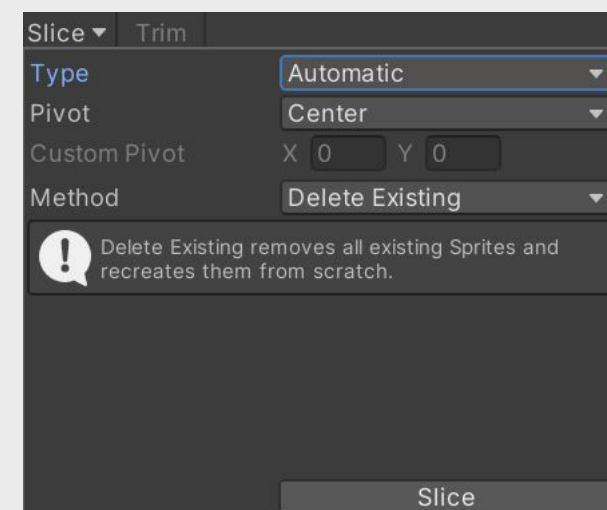 Slice Trim
Type Automatic
Pivot Center
Custom Pivot X 0 Y 0
Method Delete Existing
Delete Existing removes all existing Sprites and
recreates them from scratch.
Slice